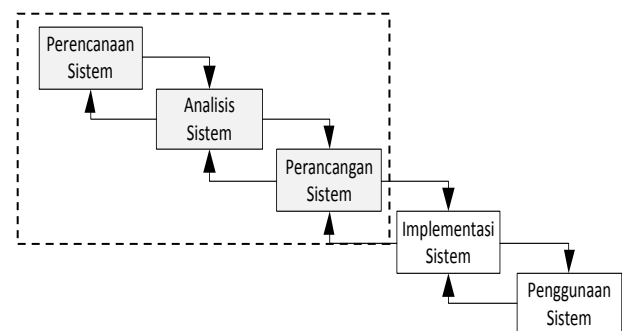 Perencanaan
Sistem
Analisis
Sistem
Perancangan
Sistem
Implementasi
Sistem
Penggunaan
Sistem